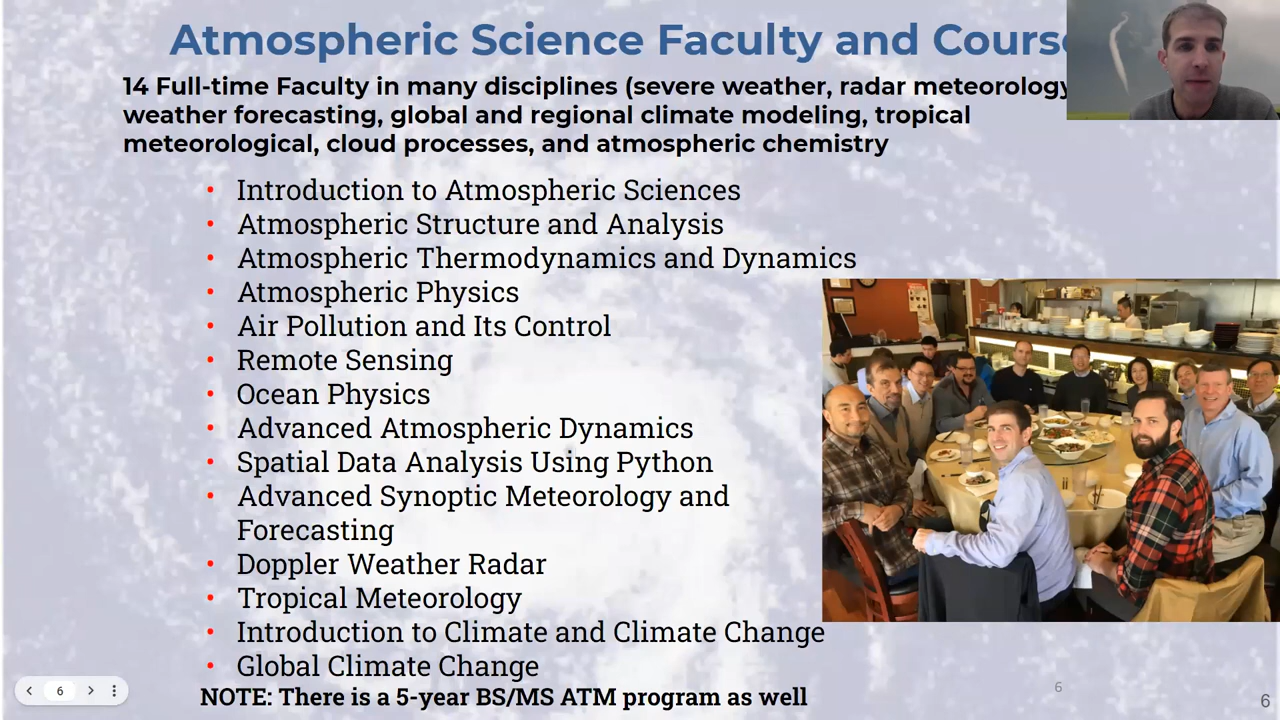 Atmospheric Science Faculty and Course
14 Full-time Faculty in many disciplines (severe weather, radar meteorology
weather forecasting, global and regional climate modeling, tropical
meteorological, cloud processes, and atmospheric chemistry
• Introduction to Atmospheric Sciences
• Atmospheric Structure and Analysis
• Atmospheric Thermodynamics and Dynamics
• Atmospheric Physics
• Air Pollution and Its Control
• Remote Sensing
• Ocean Physics
• Advanced Atmospheric Dynamics
• Spatial Data Analysis Using Python
• Advanced Synoptic Meteorology and
Forecasting
• Doppler Weather Radar
• Tropical Meteorology
• Introduction to Climate and Climate Change
• Global Climate Change
NOTE: There is a 5-year BS/MS ATM program as well
6
6
6